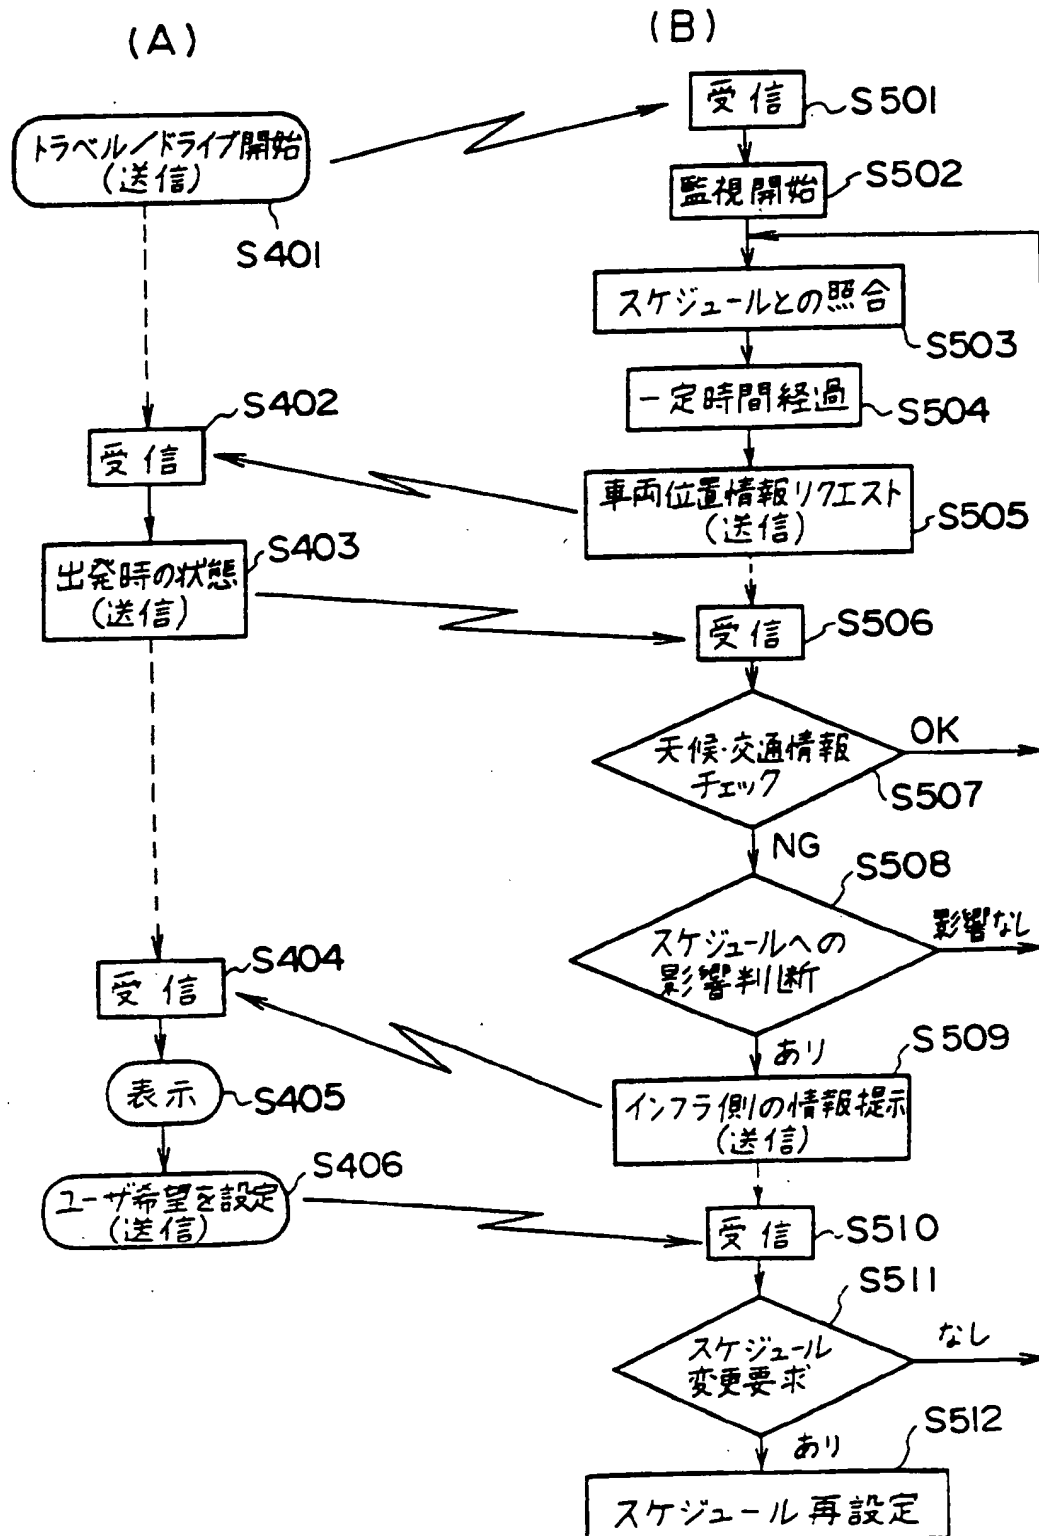 (A)
トラベル/ドライブ開始
(送信)
S401
S402
受信
S403
出発時の状態
(送信)
S404
受信
表示
S405
S406
ユーザ希望を設定
(送信)
(B)
受信
S501
監視開始
S502
スケジュールとの照合
S503
一定時間経過
S504
車両位置情報リクエスト
(送信)
S505
受信
S506
天候・交通情報
チェック
OK
S507
NG
S508
スケジュールへの
影響判断
影響なし
あり
S509
インフラ側の情報提示
(送信)
受信
S510
S511
スケジュール
変更要求
なし
あり
S512
スケジュール再設定